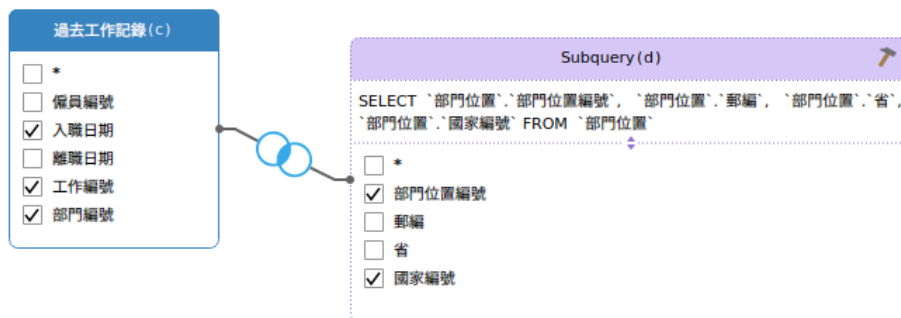 過去工作記錄(c)
*
僱員編號
入職日期
離職日期
工作編號
部門編號
Subquery(d)
SELECT `部門位置`.`部門位置編號`, `部門位置`.`郵編`, `部門位置`.`省`,
`部門位置`.`國家編號` FROM `部門位置`
*
部門位置編號
郵編
省
國家編號